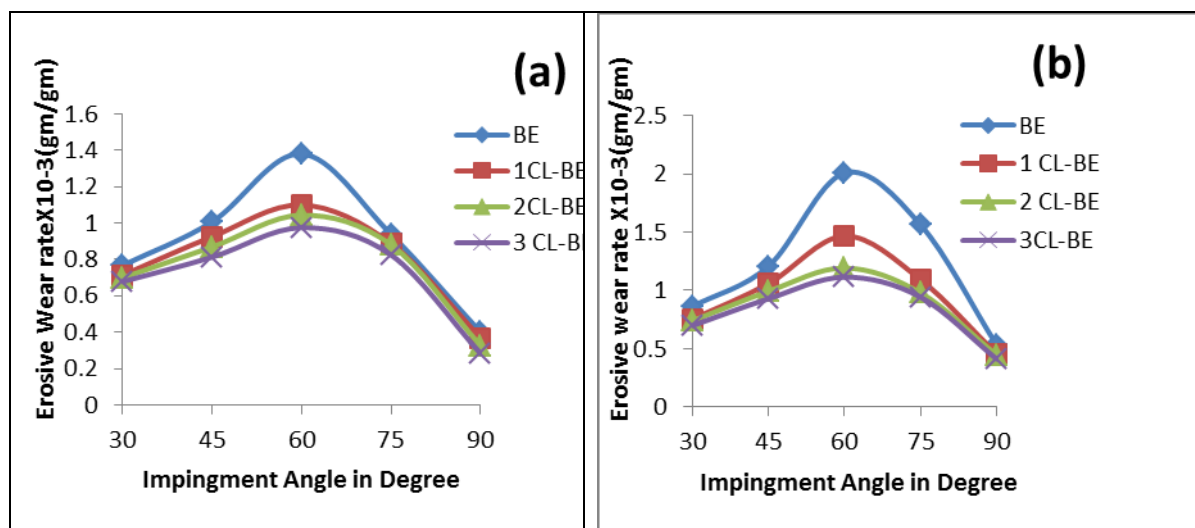 (a)
Erosive Wear rateX10-3(gm/gm)
1.6
1.4
1.2
1
0.8
0.6
0.4
0.2
0
30 45 60 75 90
Impingment Angle in Degree
BE
1CL-BE
2CL-BE
3 CL-BE
(b)
Erosive wear rate X10-3(gm/gm)
2.5
2
1.5
1
0.5
0
30 45 60 75 90
Impingment Angle in Degree
BE
1 CL-BE
2 CL-BE
3CL-BE